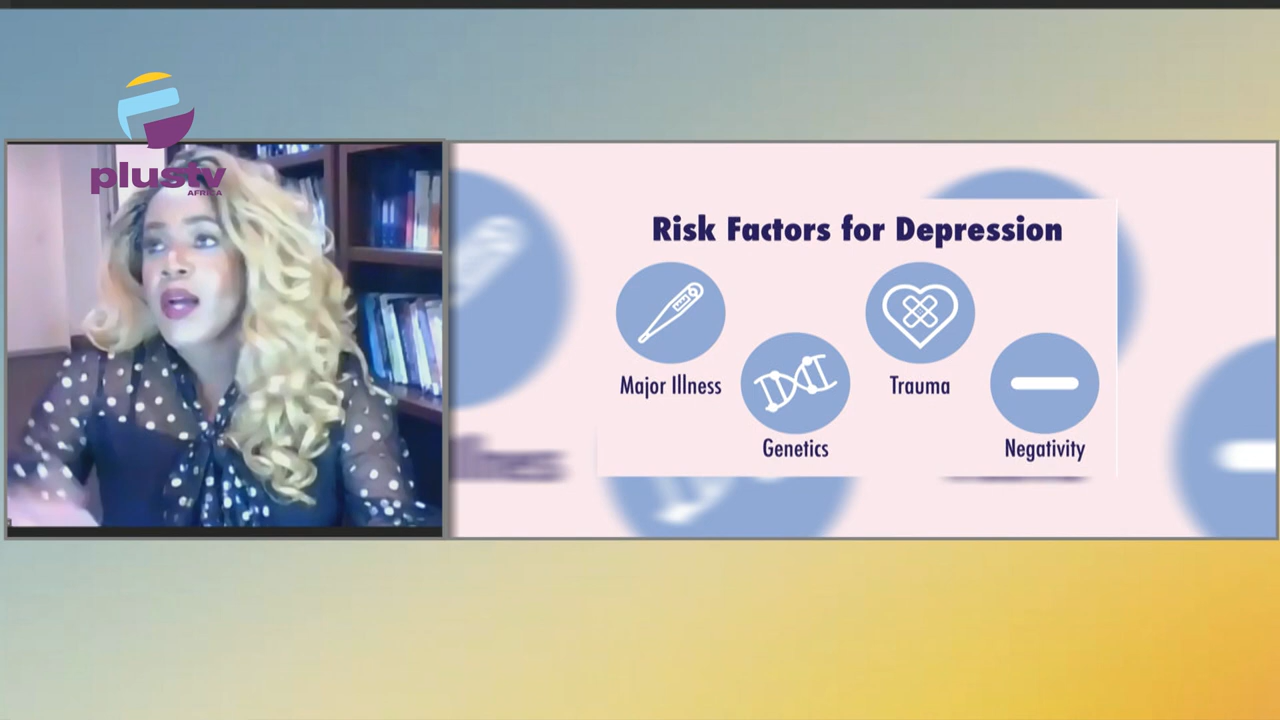 plustv
AFRICA
Risk Factors for Depression
Major Illness
Trauma
Genetics
Negativity